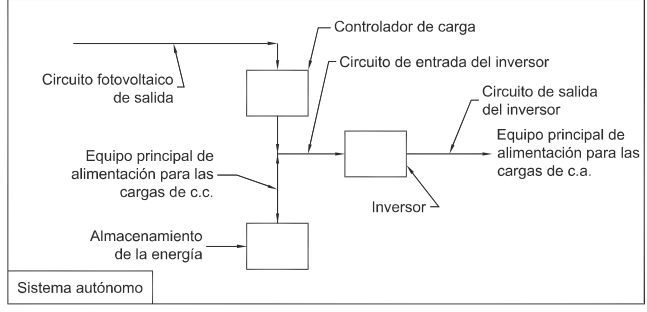 Controlador de carga
Circuito fotovoltaico
de salida
Circuito de entrada del inversor
Circuito de salida
del inversor
Equipo principal de
alimentación para las
cargas de c.a.
Equipo principal de
alimentación para las
cargas de c.c.
Inversor
Almacenamiento
de la energía
Sistema autónomo